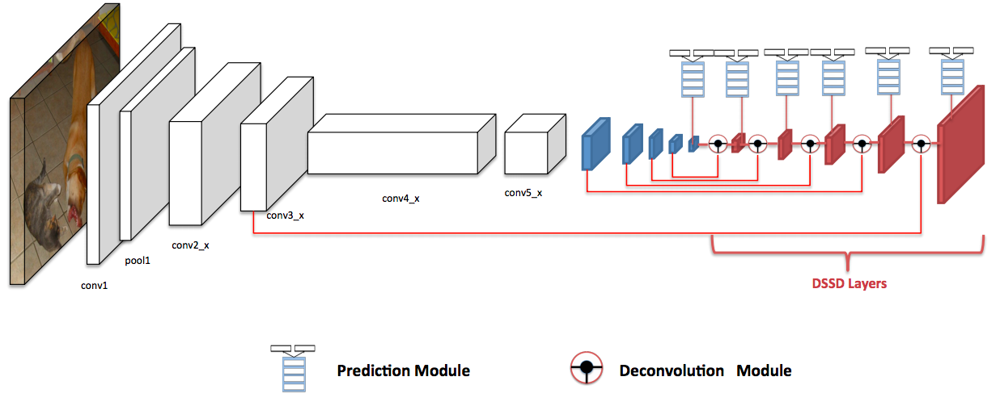 conv1
pool1
conv2_x
conv3_x
conv4_x
conv5_x
DSSD Layers
Prediction Module
Deconvolution Module